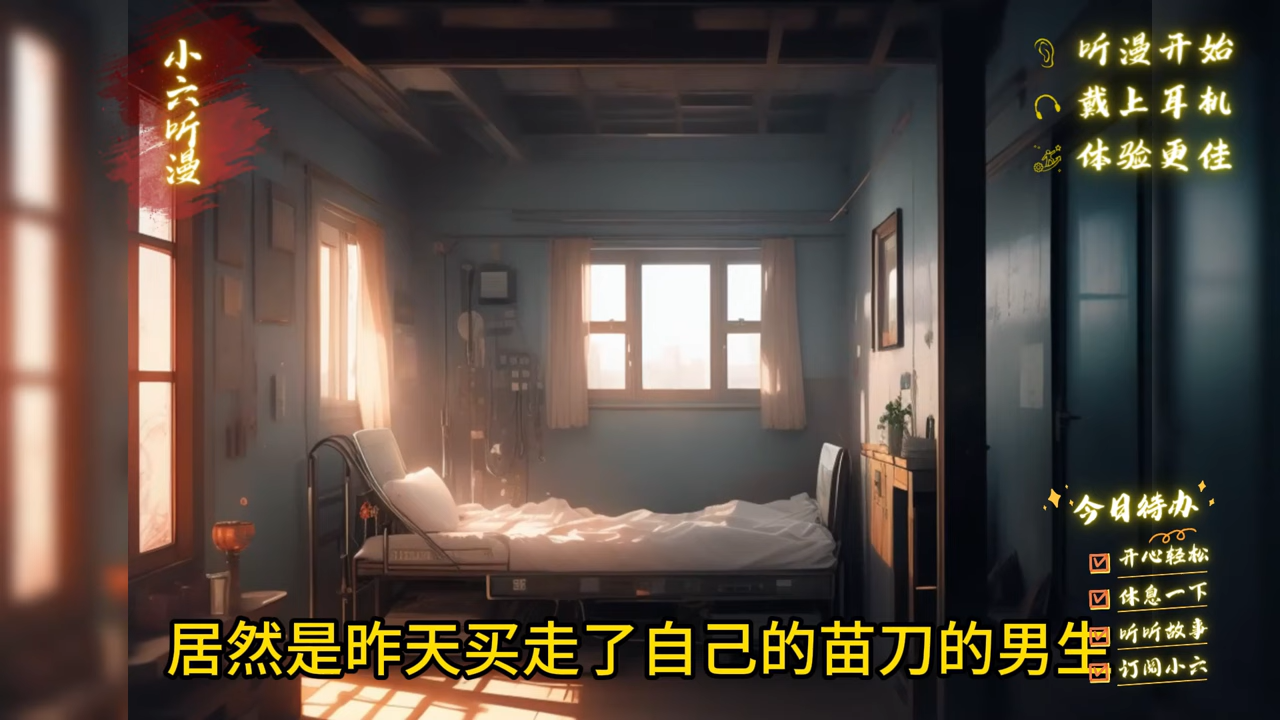 小六听漫
听漫开始
戴上耳机
体验更佳
今日待办
开心轻松
休息一下
听听故事
订阅小六
居然是昨天买走了自己的苗刀的男生